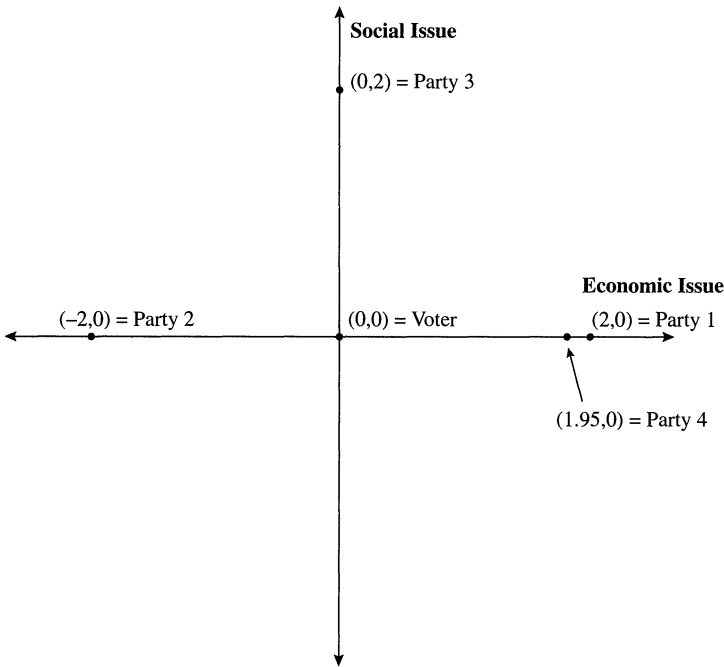 Social Issue
(0,2) = Party 3
Economic Issue
(–2,0) = Party 2
(0,0) = Voter
(2,0) = Party 1
(1.95,0) = Party 4